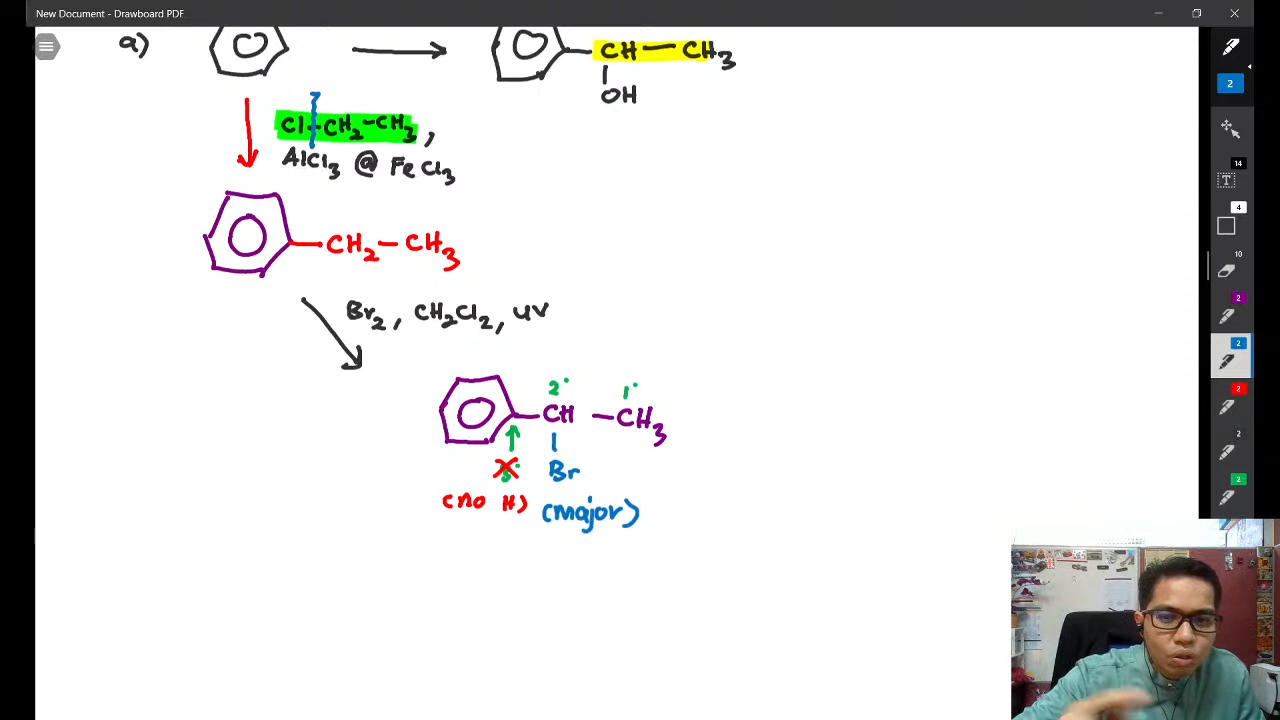 New Document - Drawboard PDF
a)
CH — CH3
OH
Cl - CH2 - CH3 ,
AlCl3 @ FeCl3
CH2 — CH3
Br2 , CH2Cl2 , uv
2° 1°
CH — CH3
3° Br
(no H) (major)
2
14
4
10
2
2
2
2
2